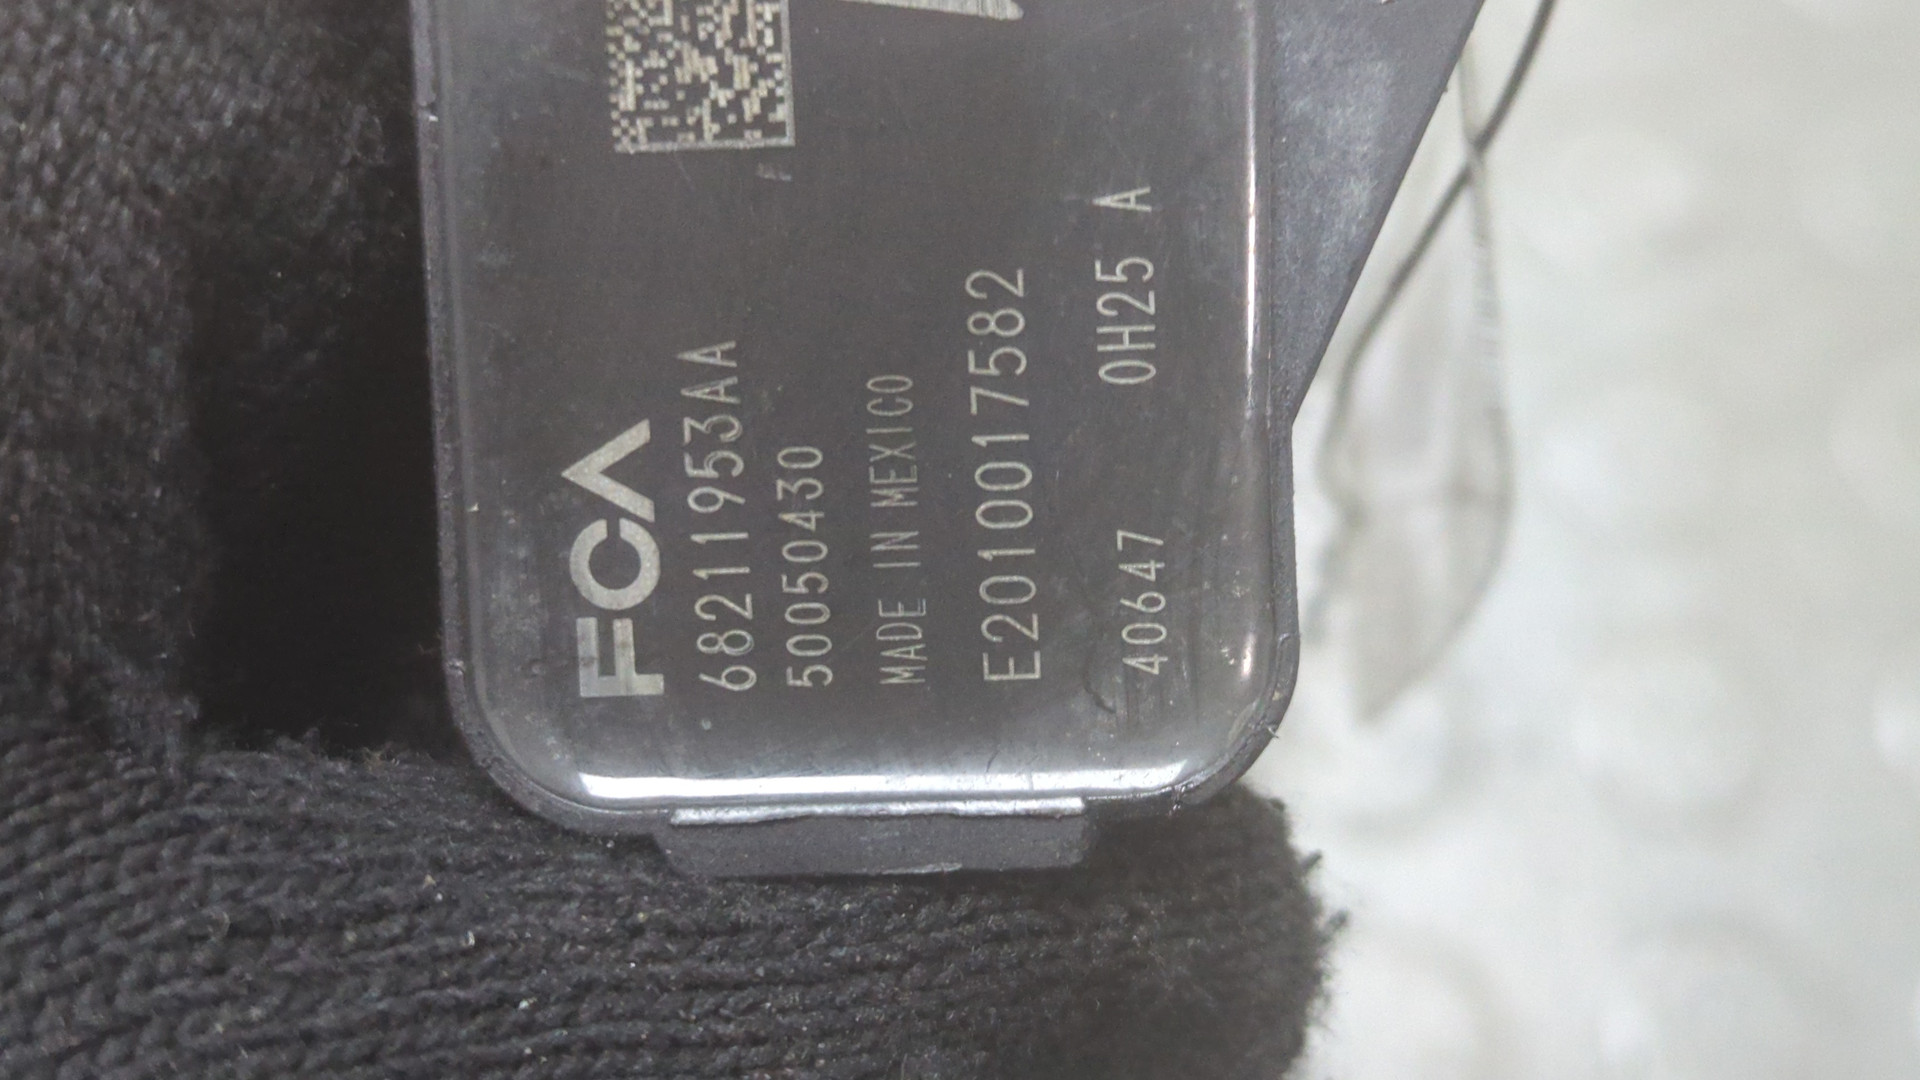 FCA
68211953AA
50050430
MADE IN MEXICO
E2010017582
40647 0H25 A